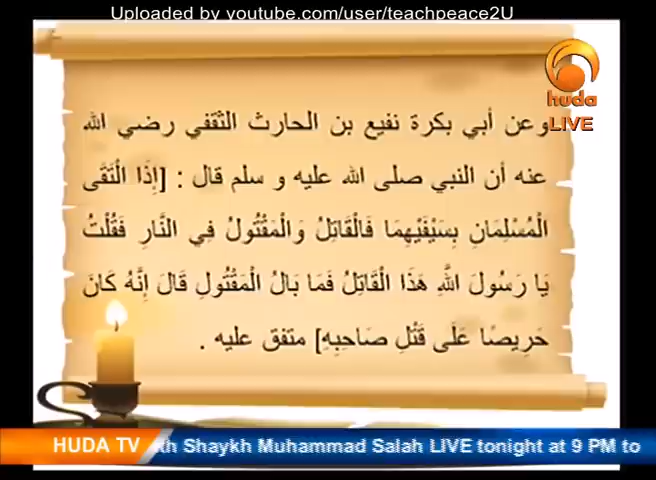 Uploaded by youtube.com/user/teachpeace2U
huda
LIVE
وعن أبي بكرة نفيع بن الحارث الثقفي رضي الله
عنه أن النبي صلى الله عليه و سلم قال : [إِذَا الْتَقَى
الْمُسْلِمَانِ بِسَيْفَيْهِمَا فَالْقَاتِلُ وَالْمَقْتُولُ فِي النَّارِ فَقُلْتُ
يَا رَسُولَ اللَّهِ هَذَا الْقَاتِلُ فَمَا بَالُ الْمَقْتُولِ قَالَ إِنَّهُ كَانَ
حَرِيصًا عَلَى قَتْلِ صَاحِبِهِ] متفق عليه .
HUDA TV Shaykh Muhammad Salah LIVE tonight at 9 PM to